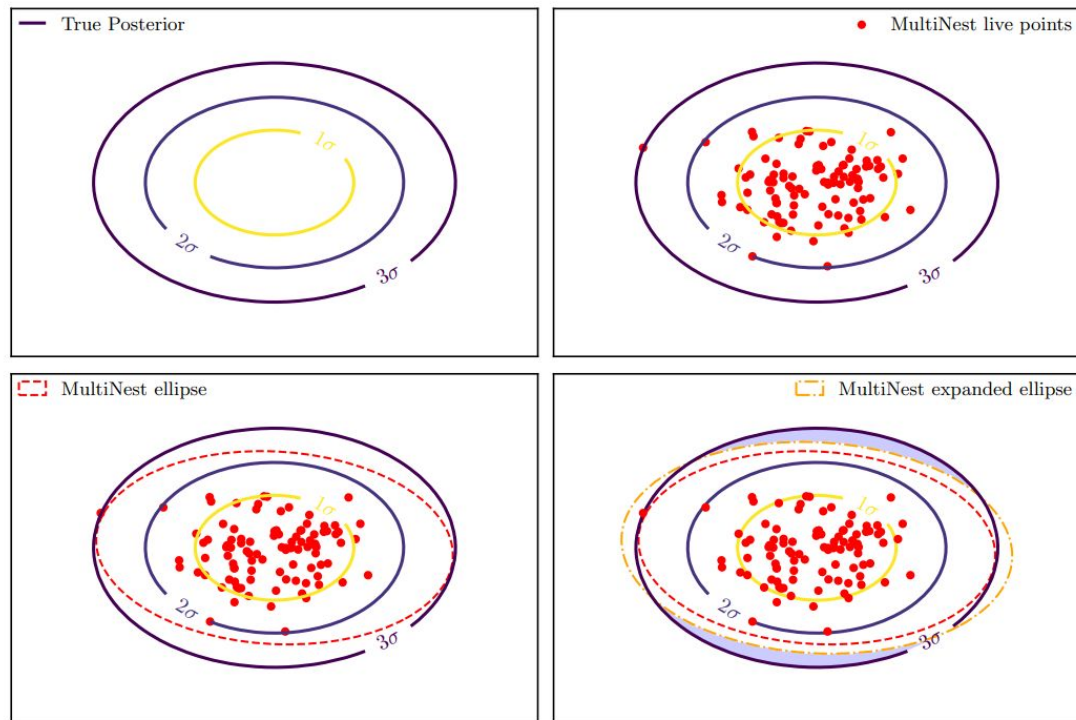 True Posterior
1σ
2σ
3σ
MultiNest live points
1σ
2σ
3σ
MultiNest ellipse
1σ
2σ
3σ
MultiNest expanded ellipse
1σ
2σ
3σ